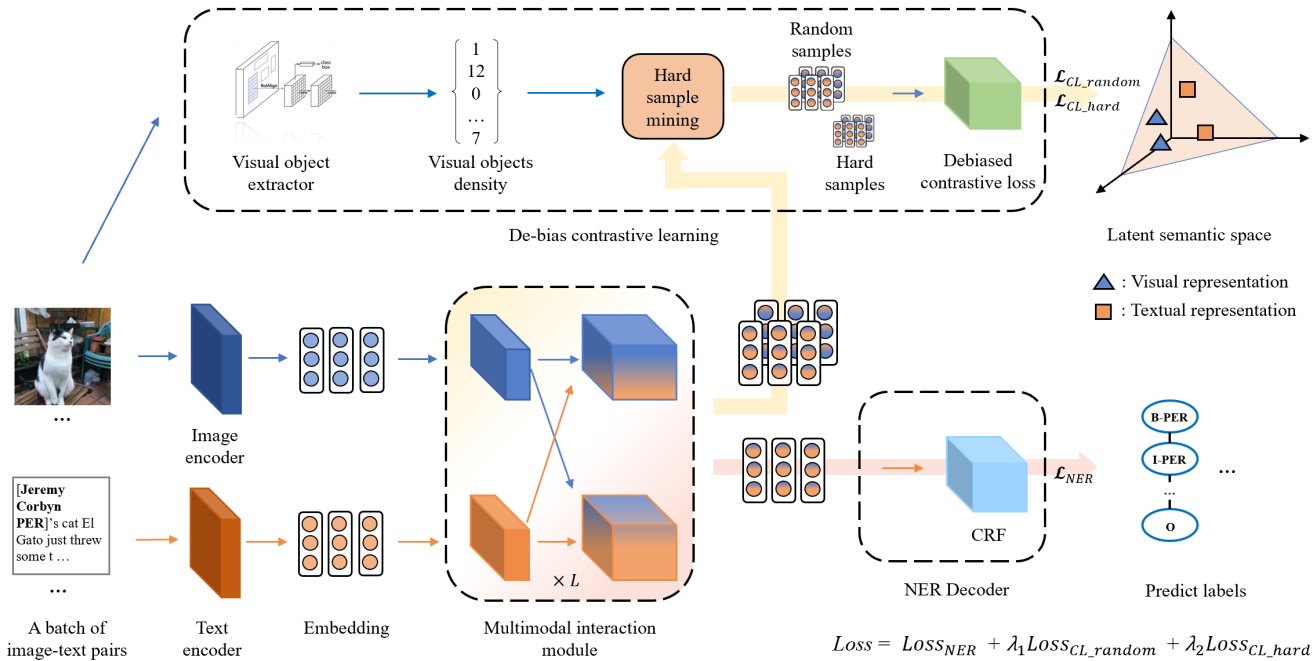 class
box
RoIAlign
1
12
0
...
7
Hard
sample
mining
Random
samples
Hard
samples
Visual object
extractor
Visual objects
density
Debiased
contrastive loss
𝓛CL_random
𝓛CL_hard
De-bias contrastive learning
Latent semantic space
: Visual representation
: Textual representation
...
Image
encoder
[Jeremy
Corbyn
PER]'s cat El
Gato just threw
some t ...
...
× L
CRF
𝓛NER
B-PER
I-PER
...
O
...
NER Decoder
Predict labels
A batch of
image-text pairs
Text
encoder
Embedding
Multimodal interaction
module
Loss = LossNER + λ1LossCL_random + λ2LossCL_hard